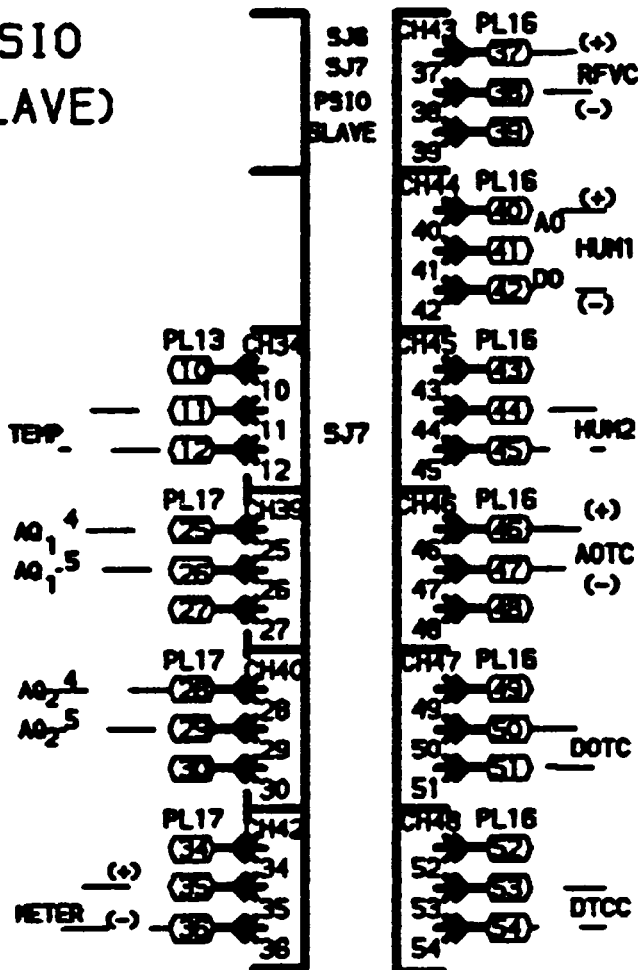 SIO
LAVE)
SJ6
SJ7
PSIO
SLAVE
CH43 PL16
37 37 (+)
RFVC
38 38 (-)
39 39
CH44 PL16
40 40 AO (+)
41 41 HUM1
42 42 DO (-)
PL13 CH34
10 10
11 11
TEMP
12 12
SJ7
CH45 PL16
43 43
44 44
HUM2
45 45
PL17 CH39
AQ1 4 25 25
AQ1 5 26 26
27 27
CH46 PL16
46 46 (+)
AOTC
47 47 (-)
48 48
PL17 CH40
AQ2 4 28 28
AQ2 5 29 29
30 30
CH47 PL16
49 49
50 50
DOTC
51 51
PL17 CH42
34 34
(+) 35 35
METER (-) 36 36
CH48 PL16
52 52
53 53
DTCC
54 54